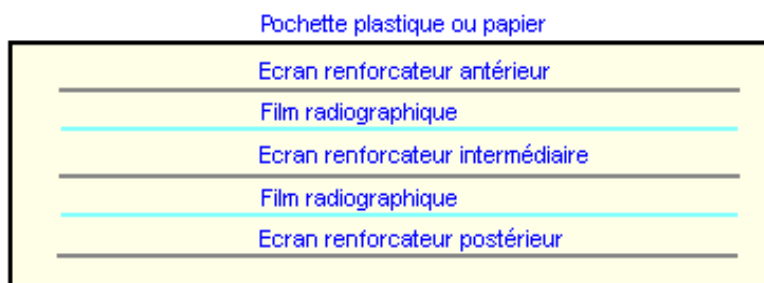 Pochette plastique ou papier
Ecran renforcateur antérieur
Film radiographique
Ecran renforcateur intermédiaire
Film radiographique
Ecran renforcateur postérieur